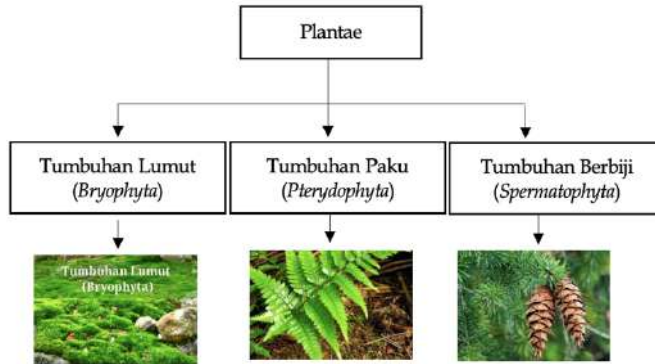 Plantae
Tumbuhan Lumut
(Bryophyta)
Tumbuhan Paku
(Pterydophyta)
Tumbuhan Berbiji
(Spermatophyta)
Tumbuhan Lumut
(Bryophyta)